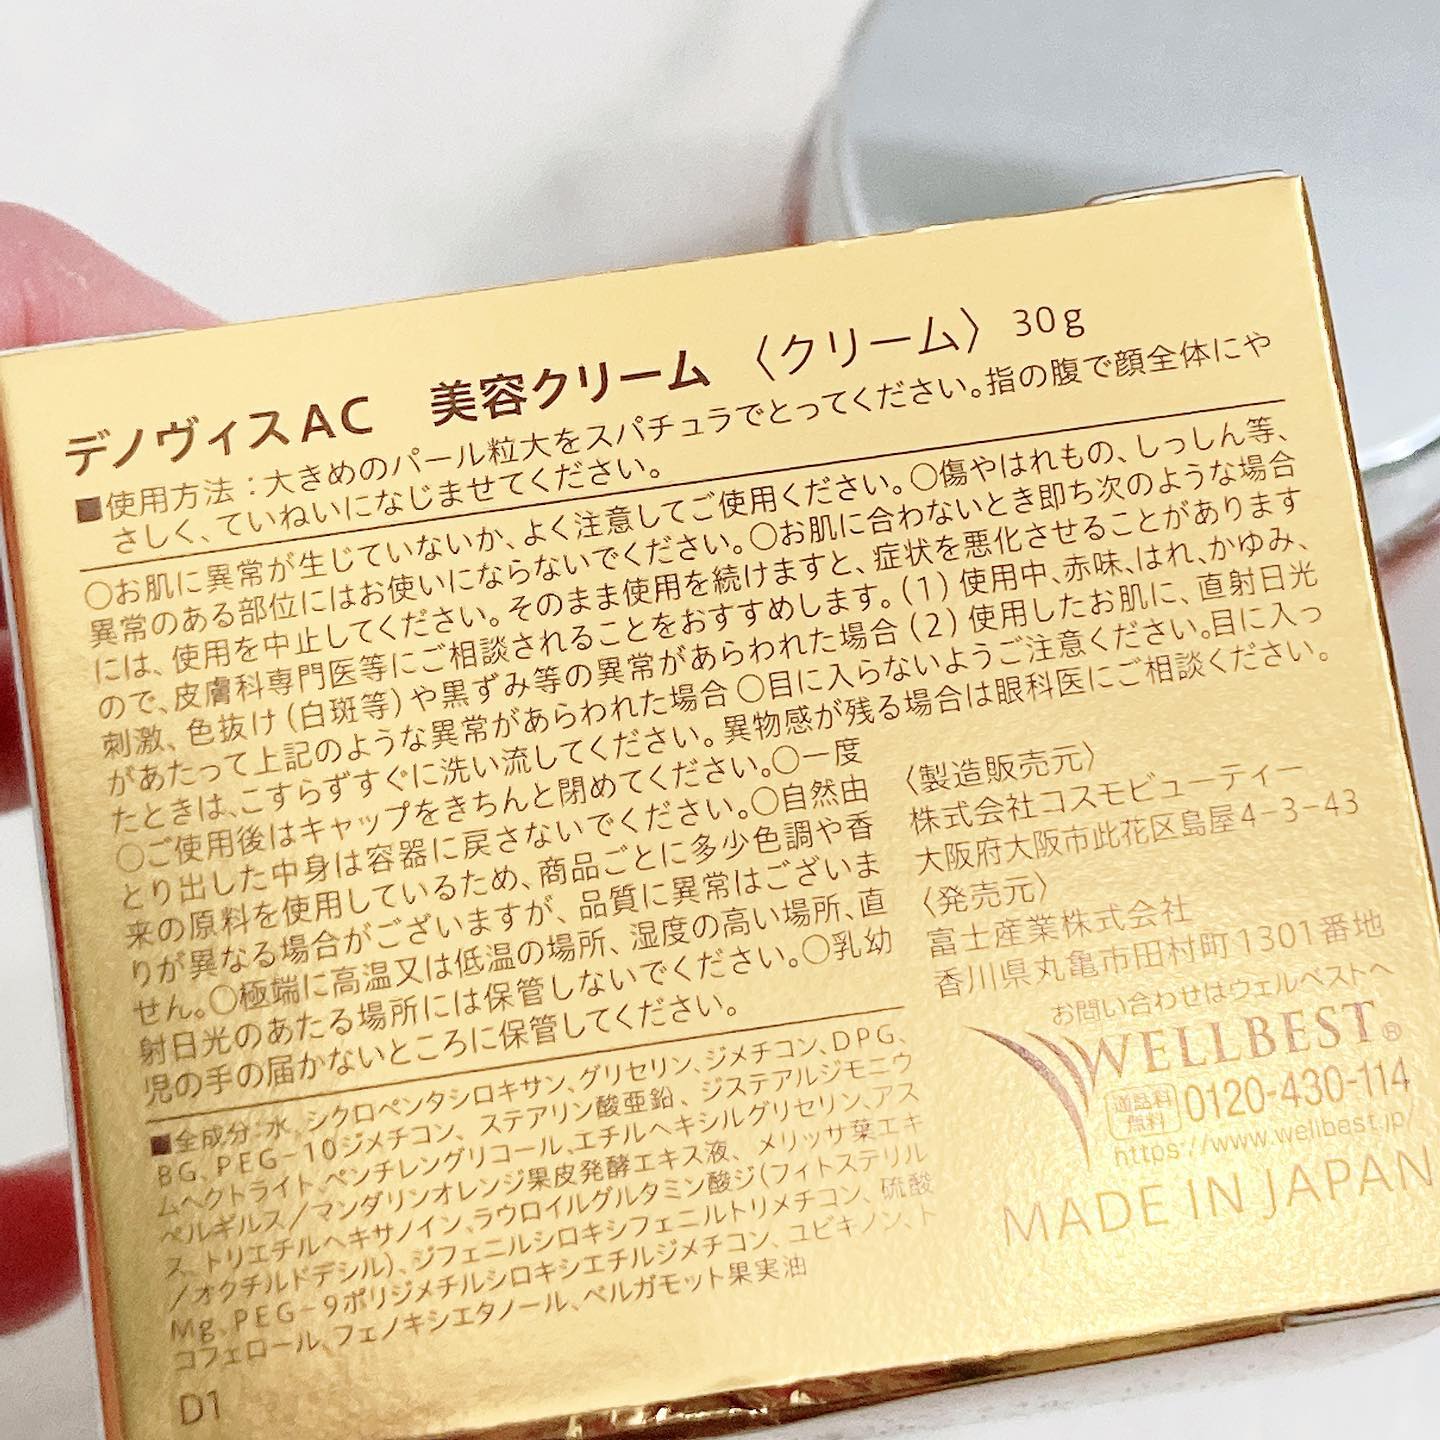 デノヴィスAC 美容クリーム 〈クリーム〉 30g
■使用方法：大きめのパール粒大をスパチュラでとってください。指の腹で顔全体にや
さしく、ていねいになじませてください。
○お肌に異常が生じていないか、よく注意してご使用ください。○傷やはれもの、しっしん等、
異常のある部位にはお使いにならないでください。○お肌に合わないとき即ち次のような場合
には、使用を中止してください。そのまま使用を続けますと、症状を悪化させることがあります
ので、皮膚科専門医等にご相談されることをおすすめします。(1) 使用中、赤味、はれ、かゆみ、
刺激、色抜け(白斑等)や黒ずみ等の異常があらわれた場合 (2) 使用したお肌に、直射日光
があたって上記のような異常があらわれた場合 ○目に入らないようご注意ください。目に入っ
たときは、こすらずすぐに洗い流してください。異物感が残る場合は眼科医にご相談ください。
○ご使用後はキャップをきちんと閉めてください。○一度
とり出した中身は容器に戻さないでください。○自然由
来の原料を使用しているため、商品ごとに多少色調や香
りが異なる場合がございますが、品質に異常はございま
せん。○極端に高温又は低温の場所、湿度の高い場所、直
射日光のあたる場所には保管しないでください。○乳幼
児の手の届かないところに保管してください。
■全成分：水、シクロペンタシロキサン、グリセリン、ジメチコン、DPG、
BG、PEG-10ジメチコン、ステアリン酸亜鉛、ジステアルジモニウ
ムヘクトライト、ペンチレングリコール、エチルヘキシルグリセリン、アス
ペルギルス／マンダリンオレンジ果皮発酵エキス液、メリッサ葉エキ
ス、トリエチルヘキサノイン、ラウロイルグルタミン酸ジ(フィトステリル
／オクチルドデシル)、ジフェニルシロキシフェニルトリメチコン、硫酸
Mg、PEG-9ポリジメチルシロキシエチルジメチコン、ユビキノン、ト
コフェロール、フェノキシエタノール、ベルガモット果実油
D1
〈製造販売元〉
株式会社コスモビューティー
大阪府大阪市此花区島屋4-3-43
〈発売元〉
富士産業株式会社
香川県丸亀市田村町1301番地
お問い合わせはウェルベストへ
WELLBEST®
通話料
無料
0120-430-114
https://www.wellbest.jp/
MADE IN JAPAN